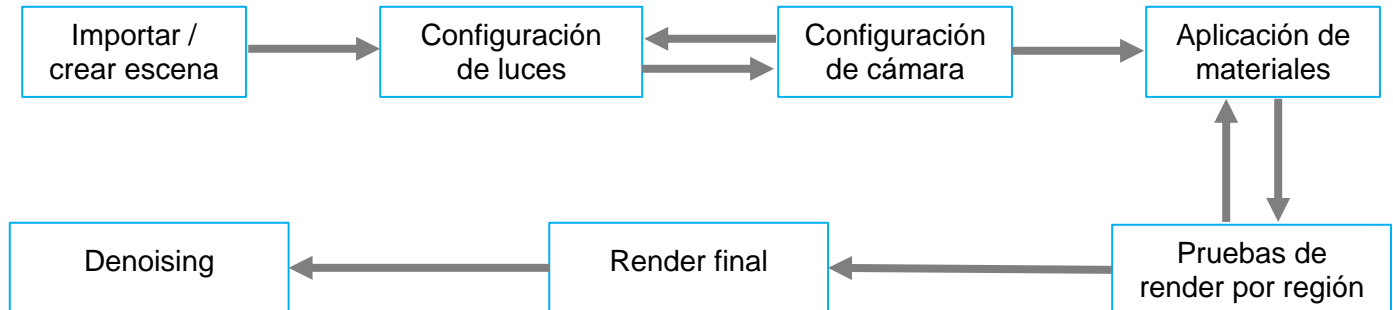 Importar /
crear escena
Configuración
de luces
Configuración
de cámara
Aplicación de
materiales
Denoising
Render final
Pruebas de
render por región